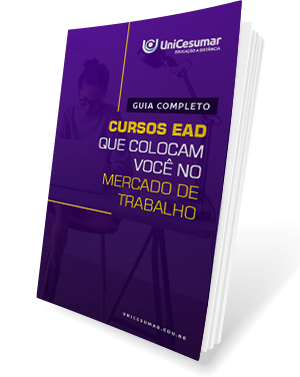 UniCesumar
EDUCAÇÃO A DISTÂNCIA
GUIA COMPLETO
CURSOS EAD
QUE COLOCAM
VOCÊ NO
MERCADO DE
TRABALHO
UNICESUMAR.EDU.BR